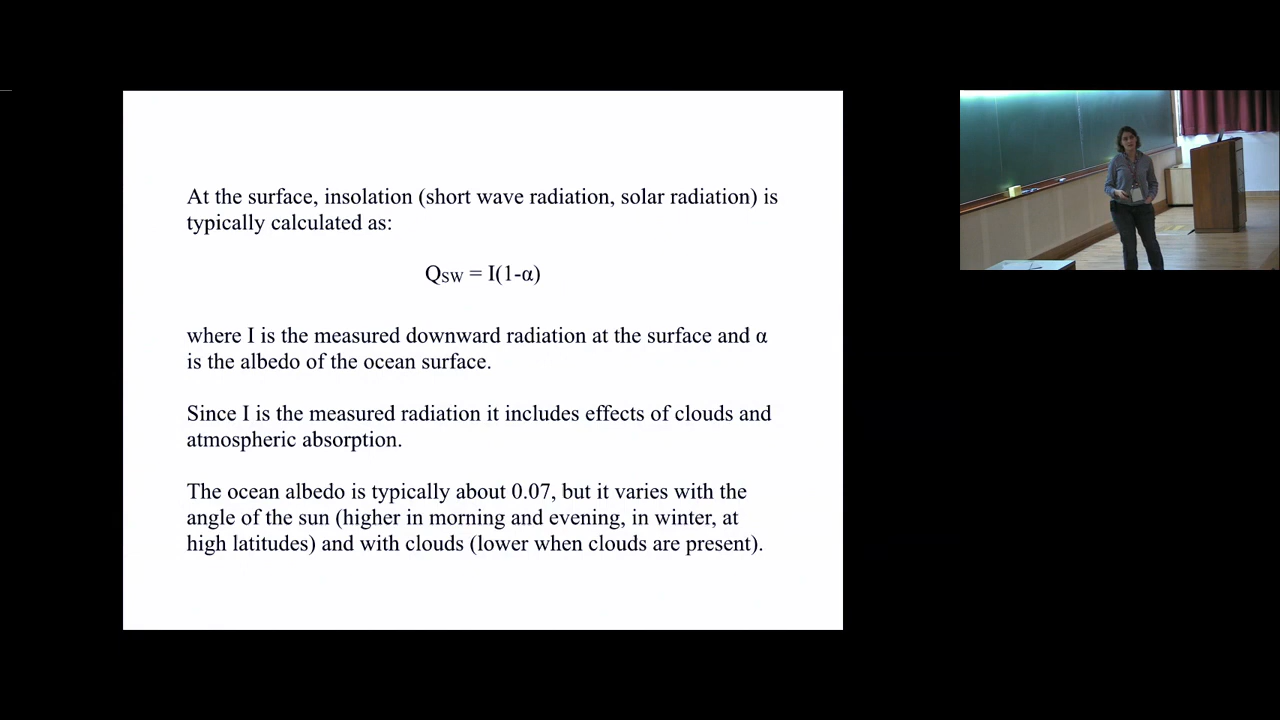 At the surface, insolation (short wave radiation, solar radiation) is
typically calculated as:
QSW = I(1-α)
where I is the measured downward radiation at the surface and α
is the albedo of the ocean surface.
Since I is the measured radiation it includes effects of clouds and
atmospheric absorption.
The ocean albedo is typically about 0.07, but it varies with the
angle of the sun (higher in morning and evening, in winter, at
high latitudes) and with clouds (lower when clouds are present).